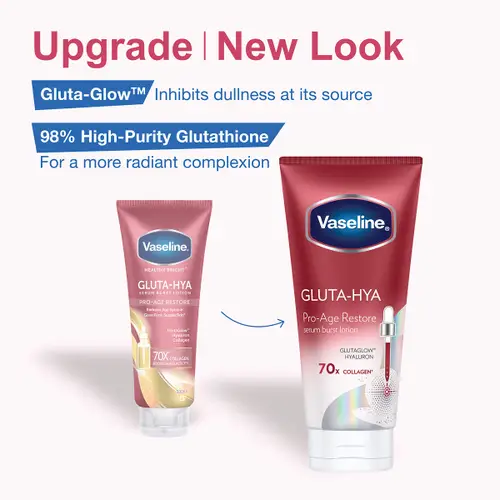 Upgrade | New Look
Gluta-Glow™ Inhibits dullness at its source
98% High-Purity Glutathione
For a more radiant complexion
Vaseline.
HEALTHY BRIGHT™
GLUTA-HYA
SERUM BURST LOTION
PRO-AGE RESTORE
Hyaluron
Collagen
70X COLLAGEN
Vaseline®
GLUTA-HYA
Pro-Age Restore
serum burst lotion
GLUTAGLOW™
HYALURON
70x COLLAGEN*